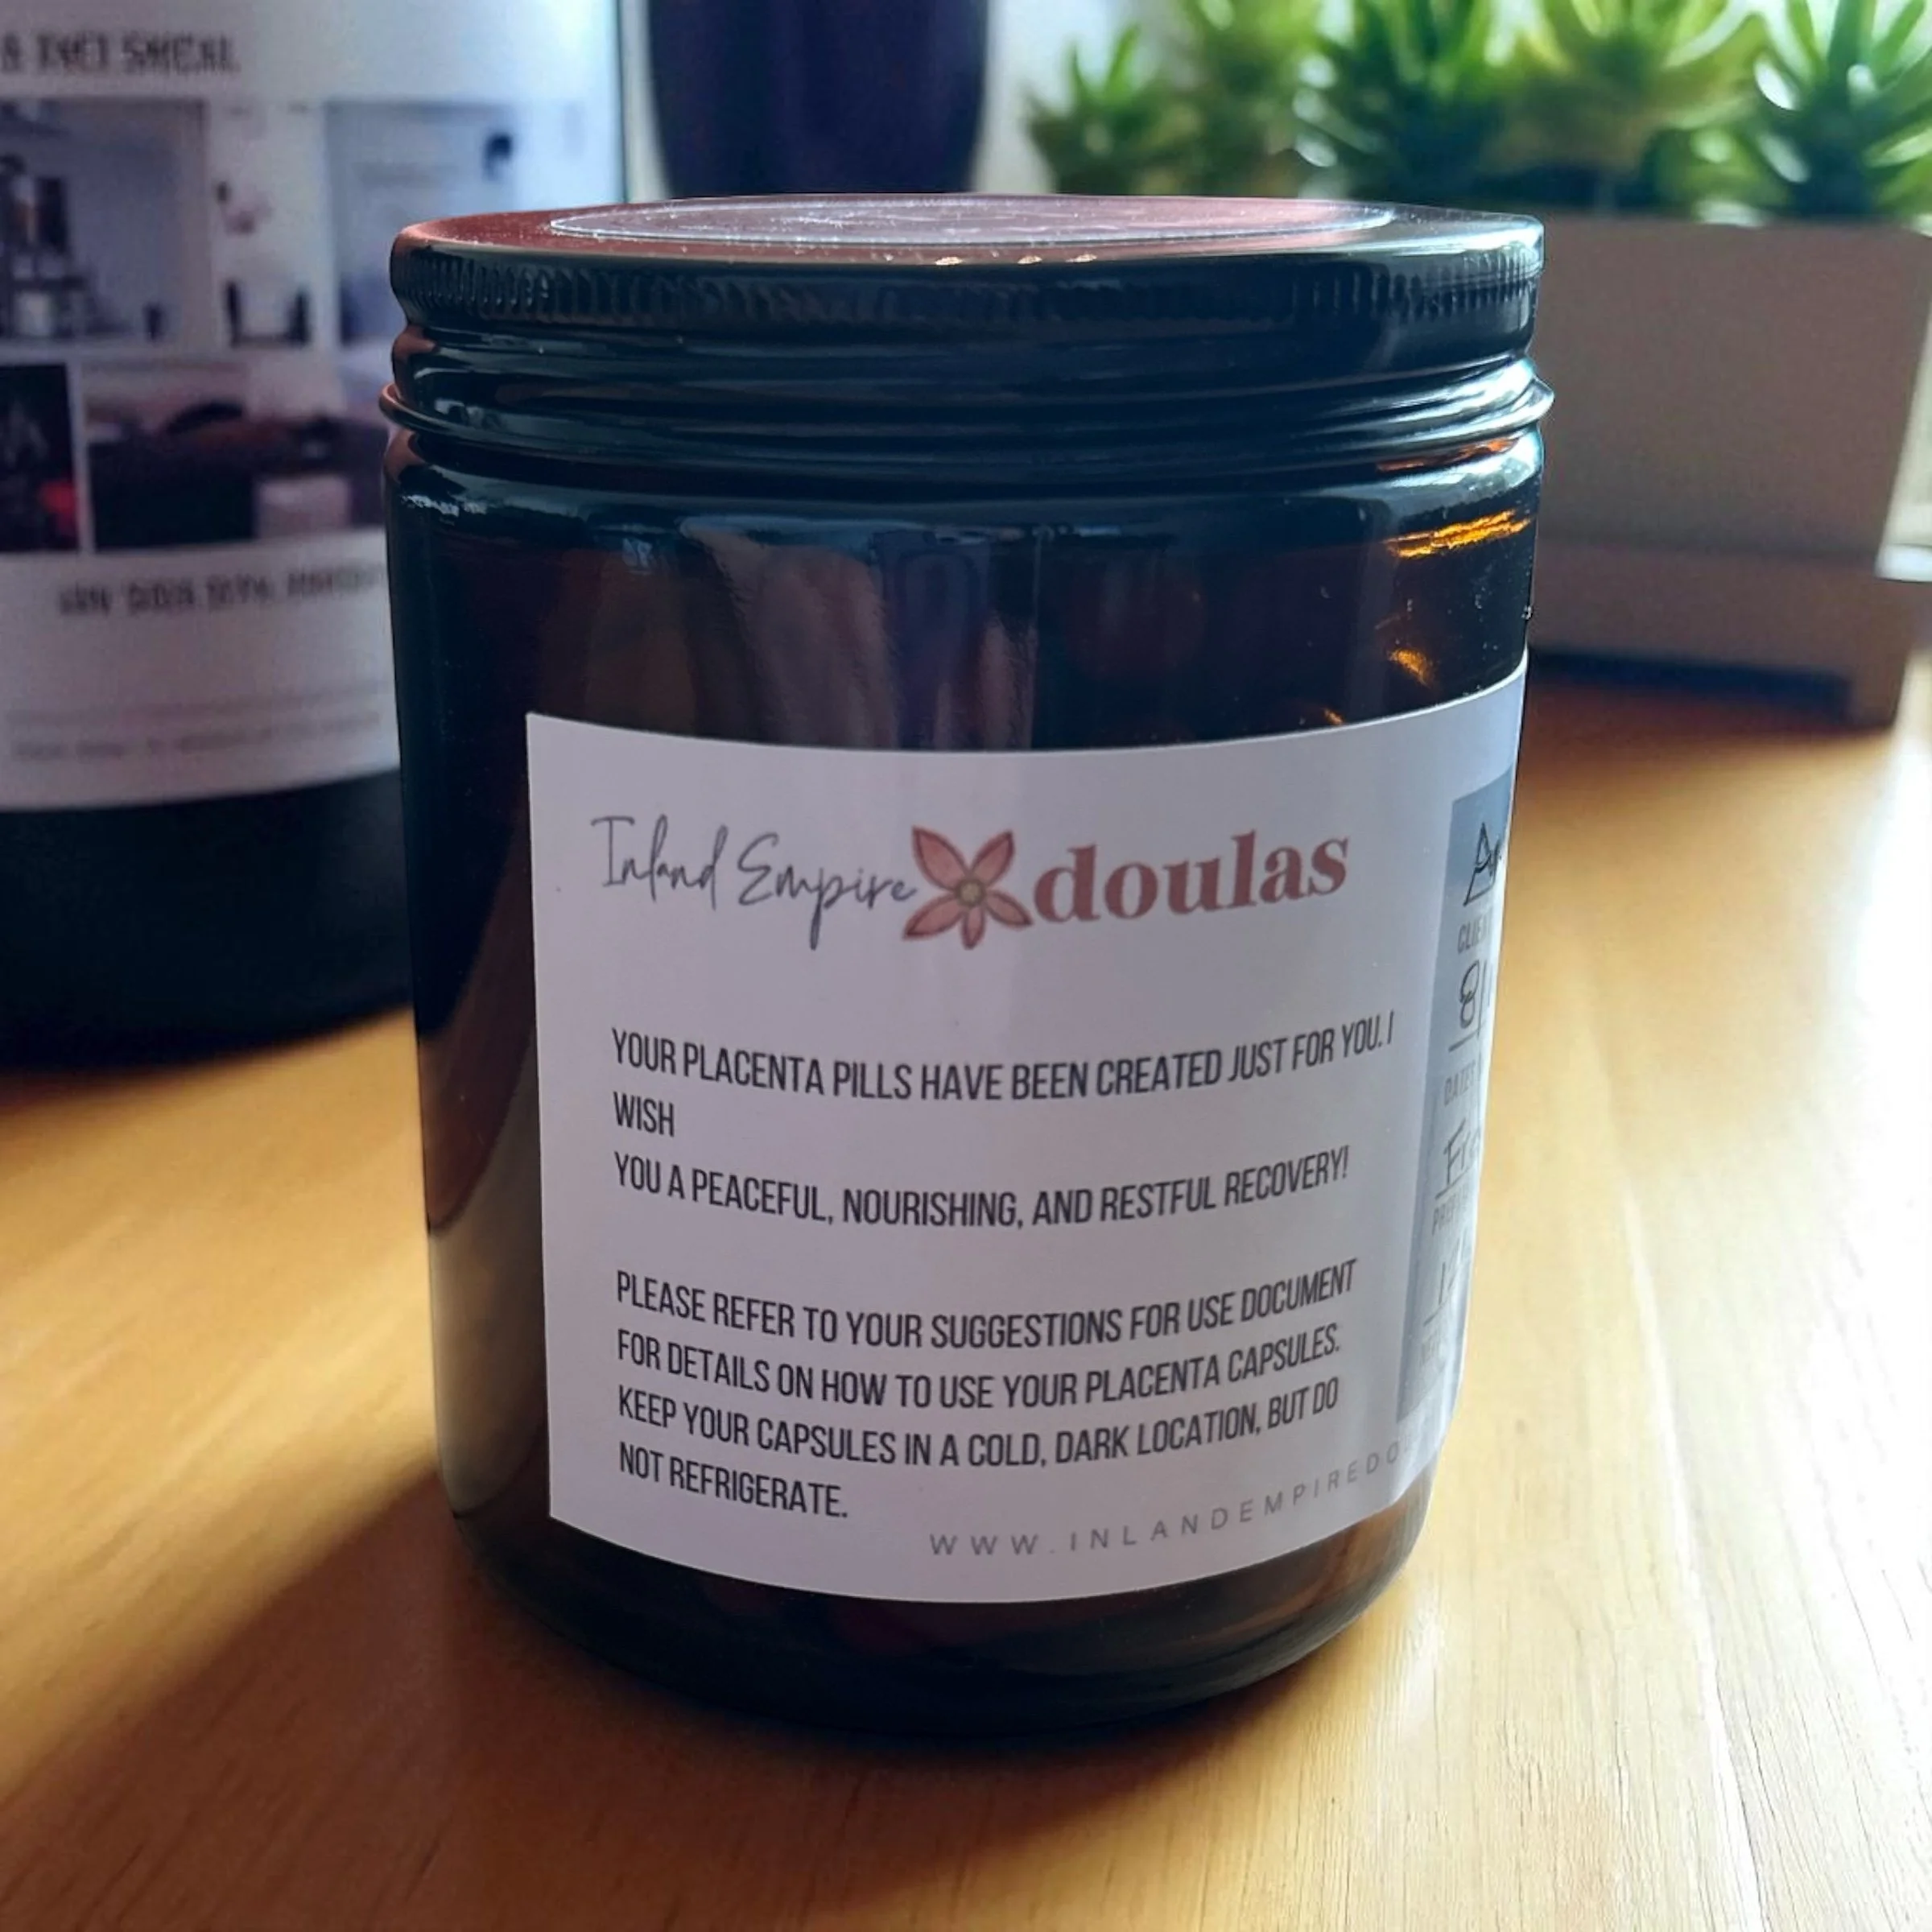 Inland Empire doulas
YOUR PLACENTA PILLS HAVE BEEN CREATED JUST FOR YOU. I
WISH
YOU A PEACEFUL, NOURISHING, AND RESTFUL RECOVERY!
PLEASE REFER TO YOUR SUGGESTIONS FOR USE DOCUMENT
FOR DETAILS ON HOW TO USE YOUR PLACENTA CAPSULES.
KEEP YOUR CAPSULES IN A COLD, DARK LOCATION, BUT DO
NOT REFRIGERATE.
WWW.INLANDEMPIREDO